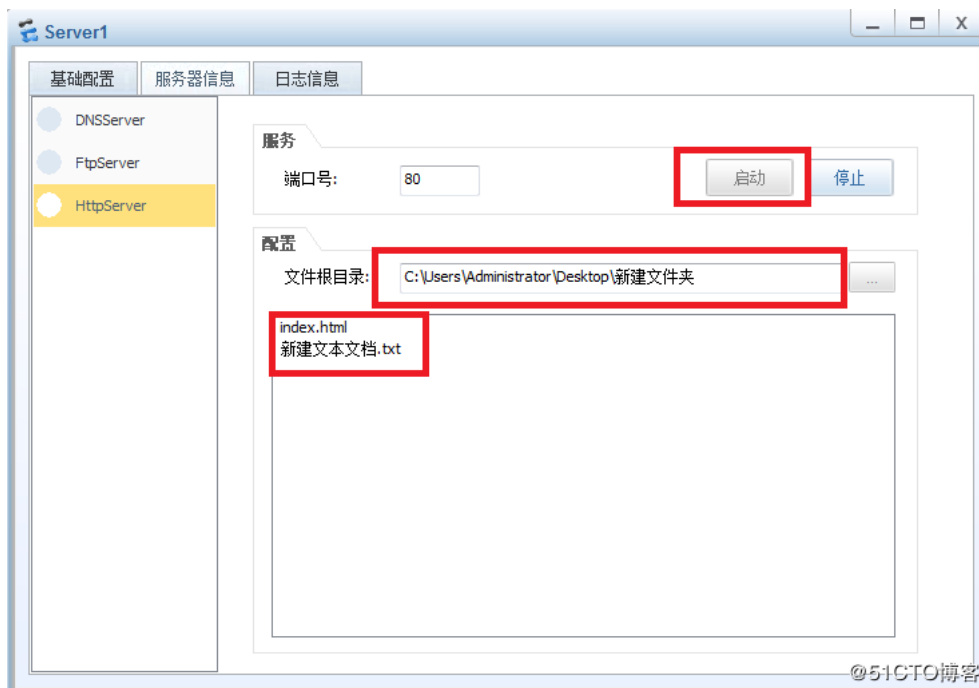 Server1
基础配置 服务器信息 日志信息
DNSServer
FtpServer
HttpServer
服务
端口号: 80 启动 停止
配置
文件根目录: C:\Users\Administrator\Desktop\新建文件夹 ...
index.html
新建文本文档.txt
@51CTO博客